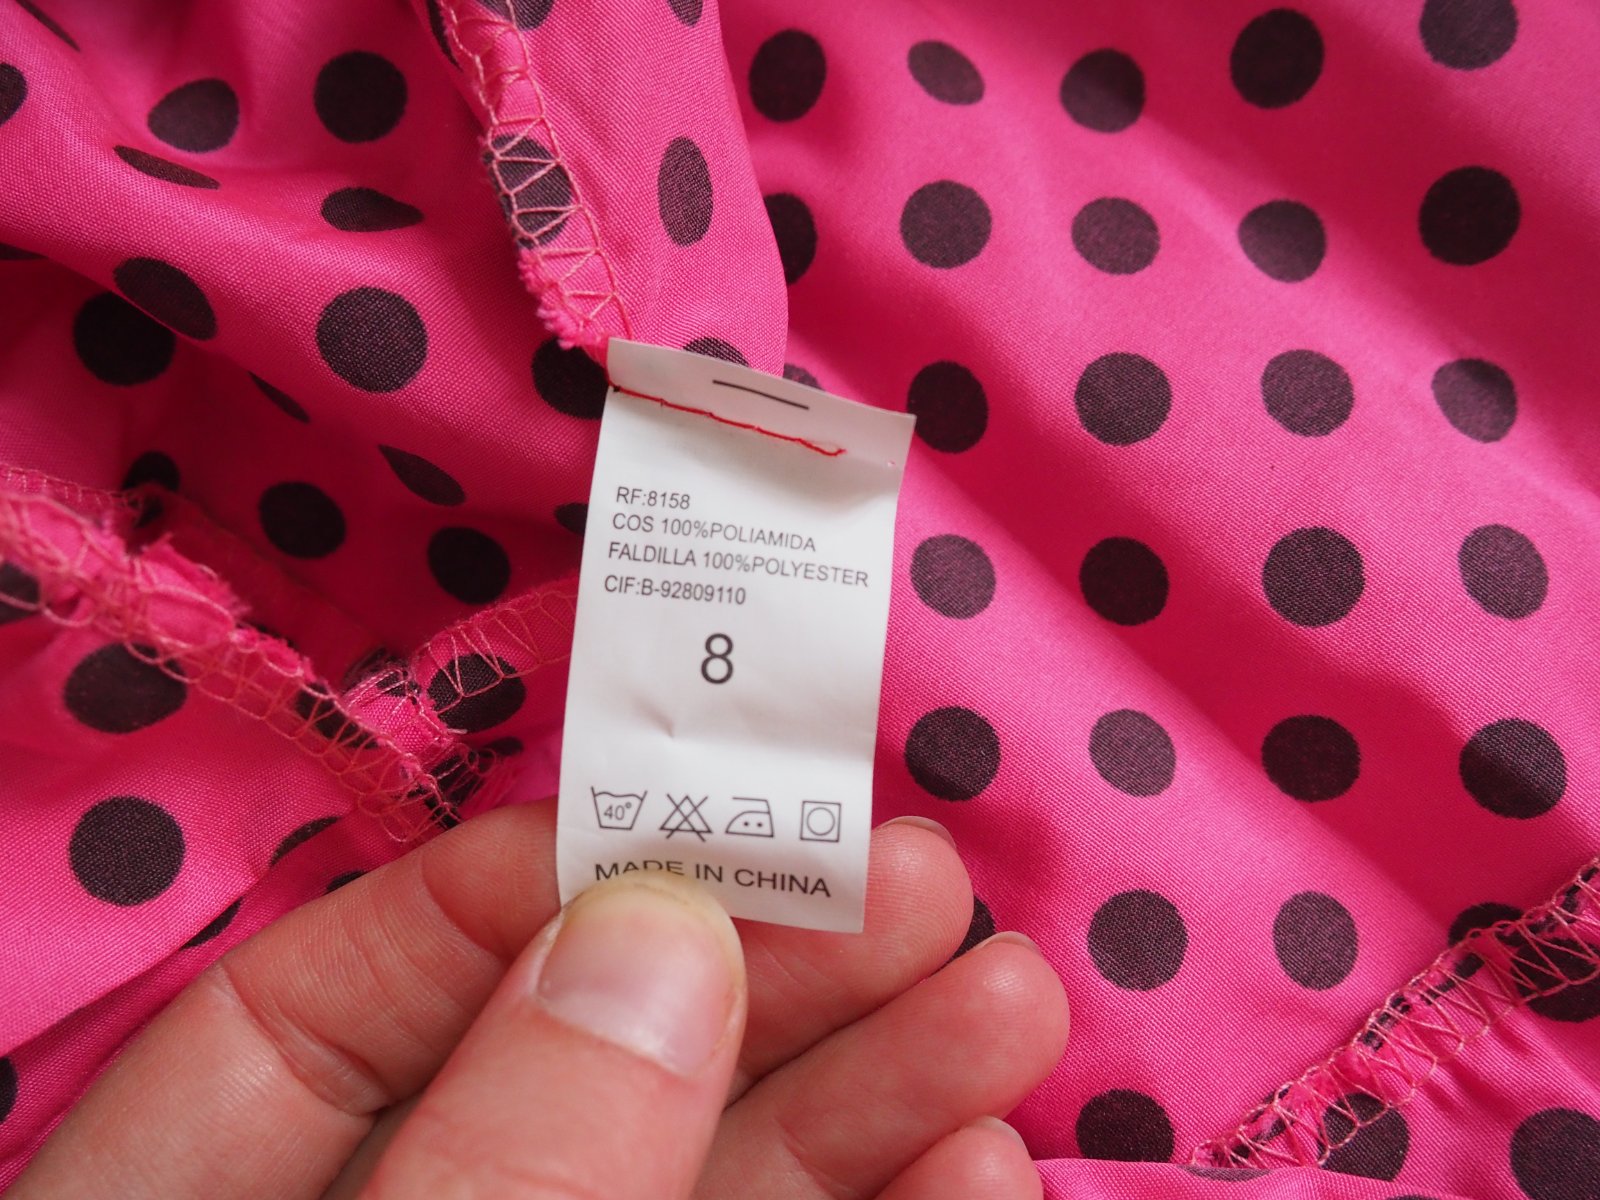 RF:8158
COS 100%POLIAMIDA
FALDILLA 100%POLYESTER
CIF:B-92809110
8
40°
MADE IN CHINA